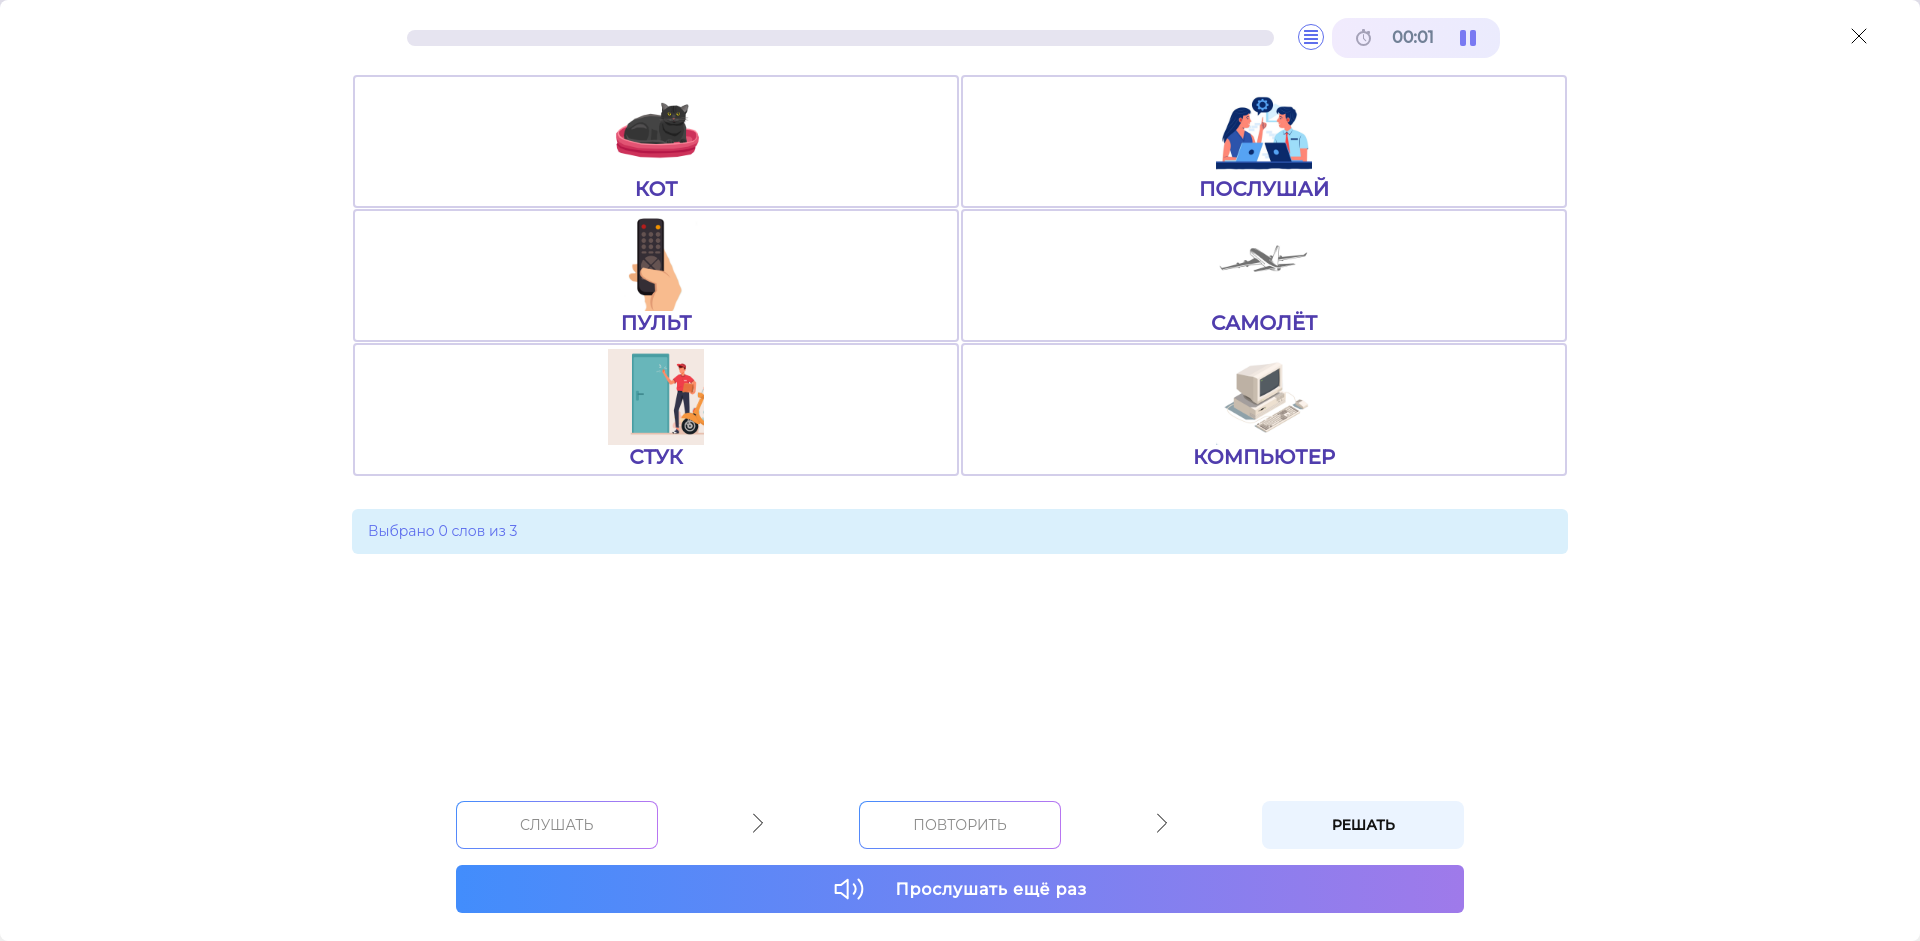 00:01
КОТ
ПОСЛУШАЙ
ПУЛЬТ
САМОЛЁТ
СТУК
КОМПЬЮТЕР
Выбрано 0 слов из 3
СЛУШАТЬ
ПОВТОРИТЬ
РЕШАТЬ
Прослушать ещё раз